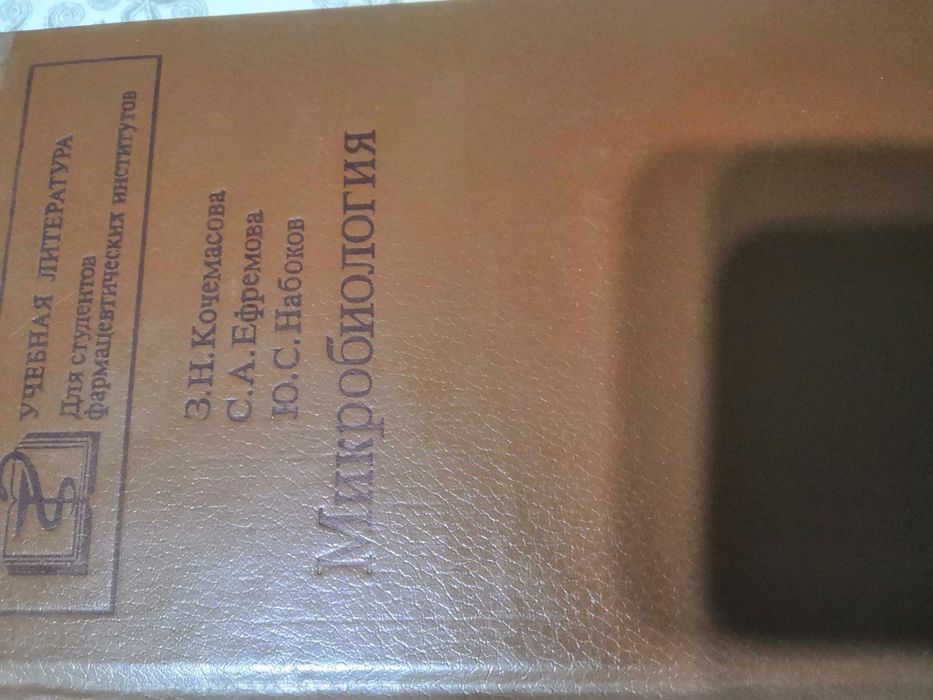 УЧЕБНАЯ ЛИТЕРАТУРА
Для студентов
фармацевтических институтов
З.Н.Кочемасова
С.А.Ефремова
Ю.С.Набоков
Микробиология